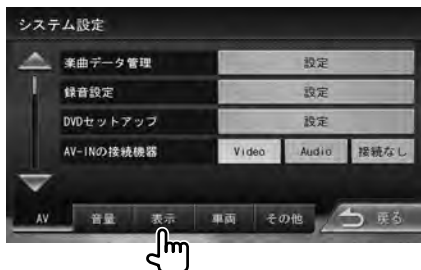 システム設定
楽曲データ管理 設定
録音設定 設定
DVDセットアップ 設定
AV-INの接続機器 Video Audio 接続なし
AV 音量 表示 車両 その他 戻る